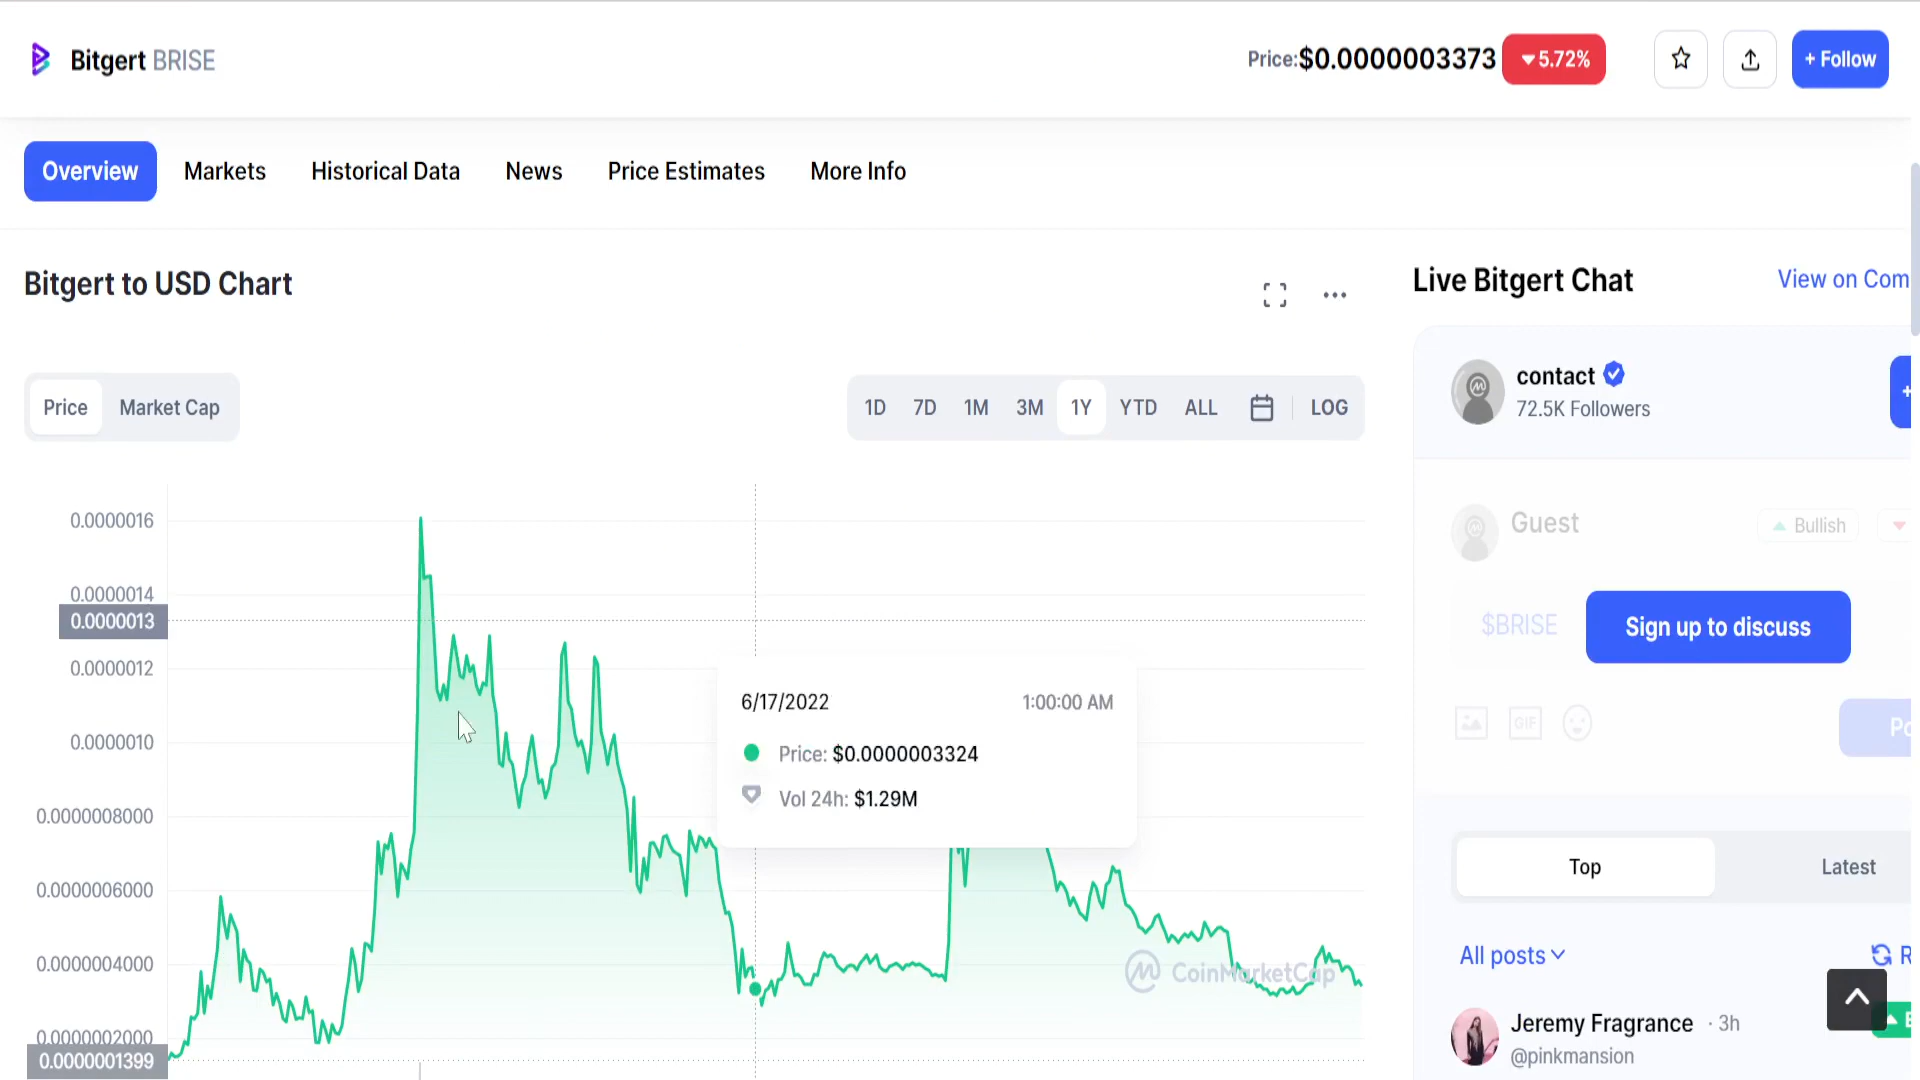 Bitgert BRISE
Price:$0.0000003373 5.72%
+ Follow
Overview Markets Historical Data News Price Estimates More Info
Bitgert to USD Chart
Live Bitgert Chat
View on Com
Price Market Cap
1D 7D 1M 3M 1Y YTD ALL LOG
contact
72.5K Followers
0.0000016
0.0000014
0.0000013
0.0000012
0.0000010
0.0000008000
0.0000006000
0.0000004000
0.0000002000
0.0000001399
6/17/2022 1:00:00 AM
Price: $0.0000003324
Vol 24h: $1.29M
CoinMarketCap
Guest
Bullish
$BRISE
Sign up to discuss
GIF
Po
Top Latest
All posts
R
Jeremy Fragrance · 3h
@pinkmansion